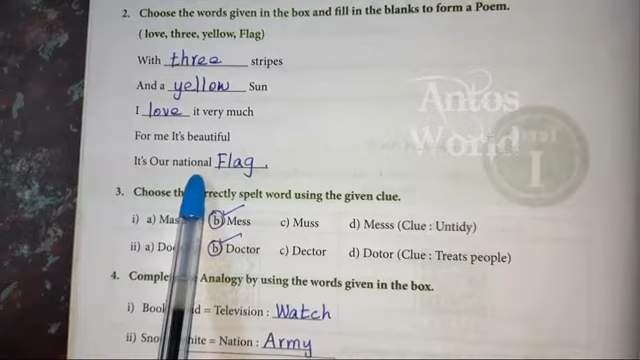 2. Choose the words given in the box and fill in the blanks to form a Poem.
( love, three, yellow, Flag)
With three stripes
And a yellow Sun
I love it very much
For me It's beautiful
It's Our national Flag.
Antos
World
I
3. Choose the correctly spelt word using the given clue.
i) a) Mas b) Mess c) Muss d) Messs (Clue : Untidy)
ii) a) Do b) Doctor c) Dector d) Dotor (Clue : Treats people)
4. Comple Analogy by using the words given in the box.
i) Boo d = Television : Watch
ii) Sno hite = Nation : Army